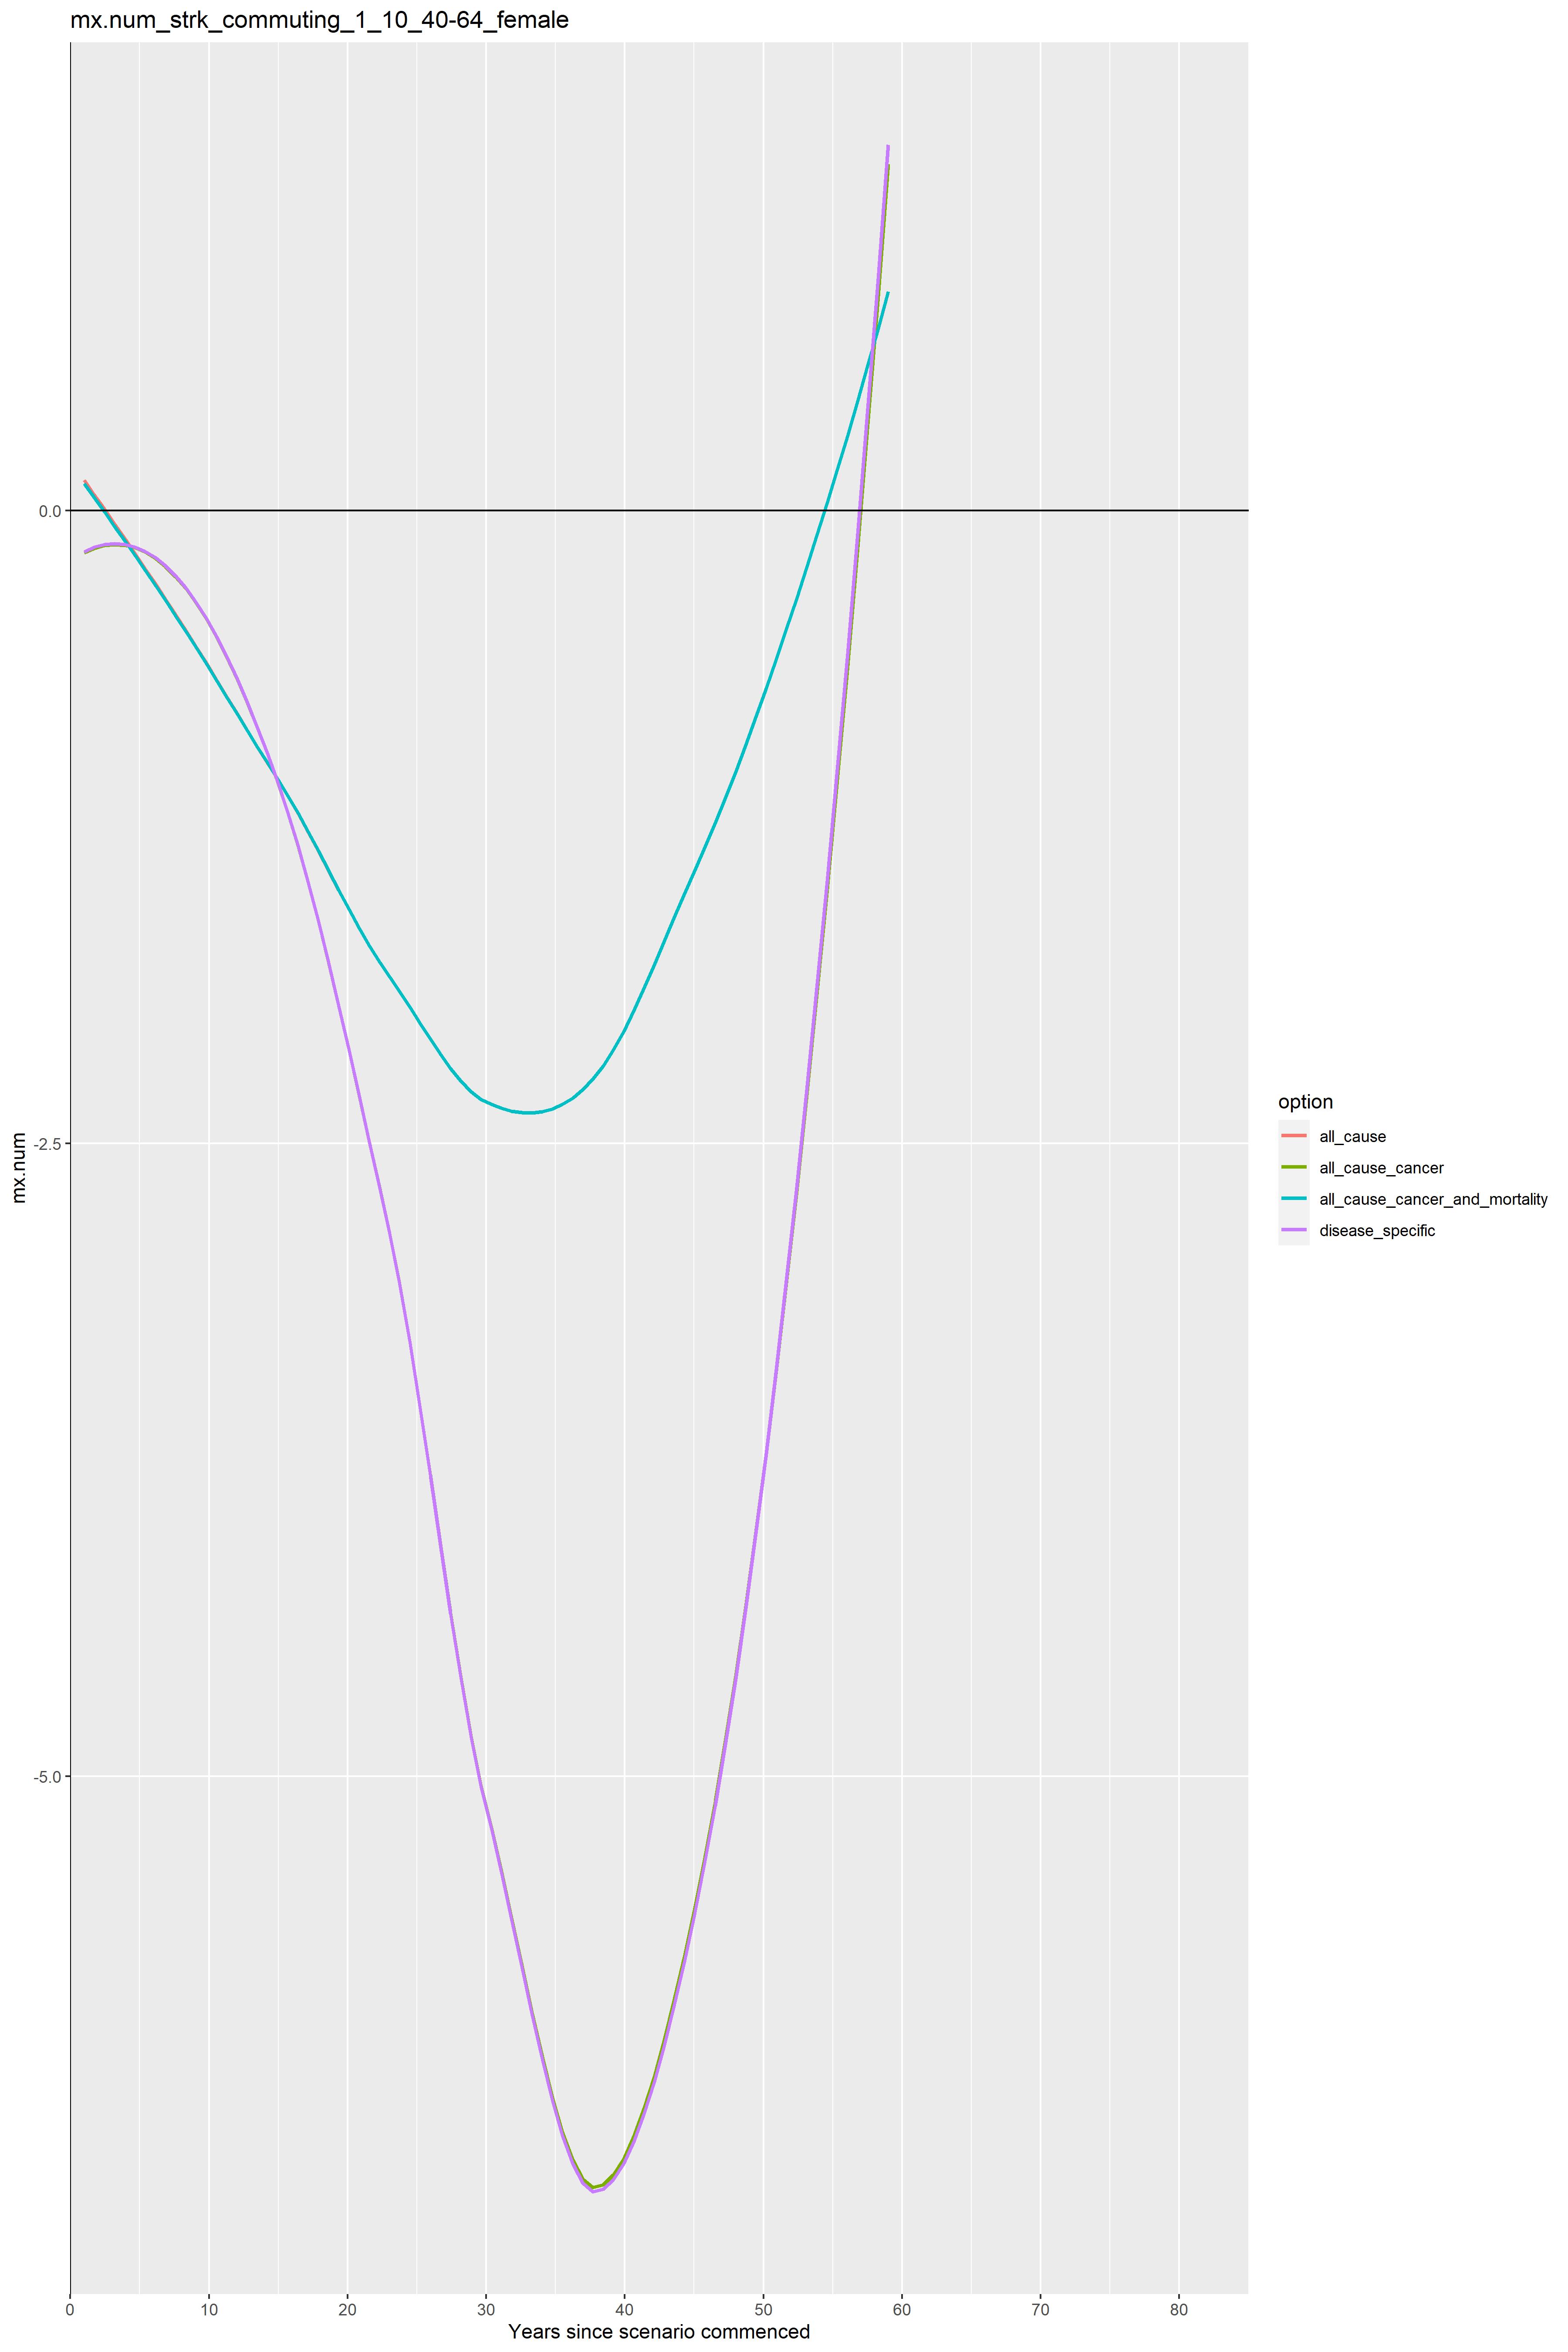 mx.num_strk_commuting_1_10_40-64_female
mx.num
0.0
-2.5
-5.0
0 10 20 30 40 50 60 70 80
Years since scenario commenced
option
all_cause
all_cause_cancer
all_cause_cancer_and_mortality
disease_specific